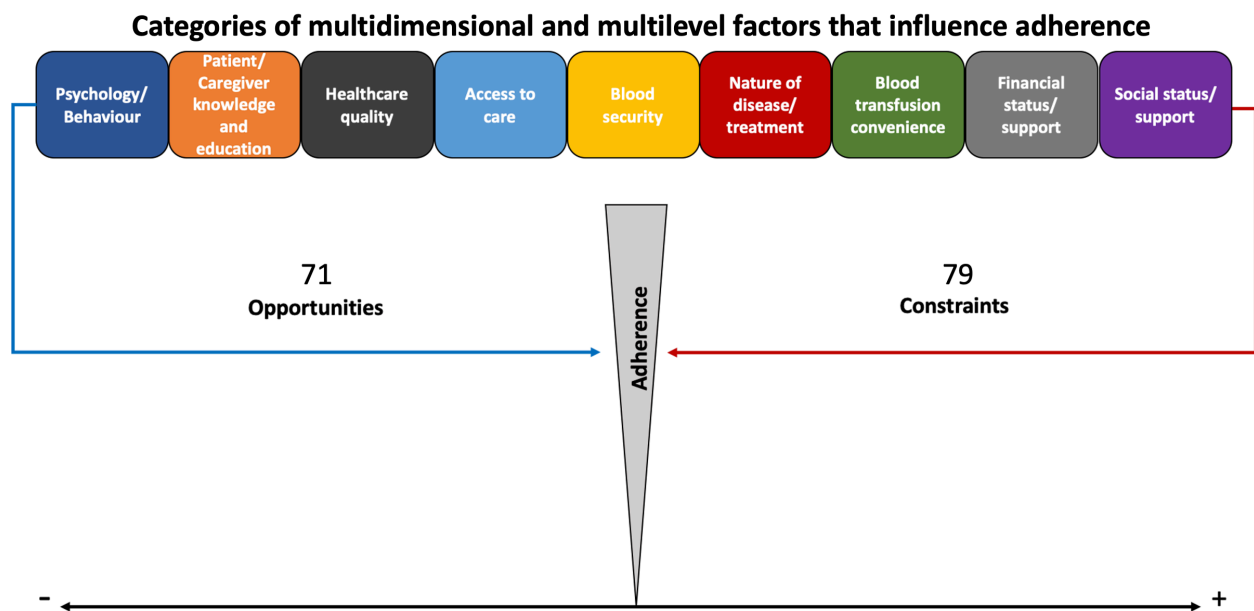 Categories of multidimensional and multilevel factors that influence adherence
Psychology/
Behaviour
Patient/
Caregiver
knowledge
and
education
Healthcare
quality
Access to
care
Blood
security
Nature of
disease/
treatment
Blood
transfusion
convenience
Financial
status/
support
Social status/
support
71
Opportunities
Adherence
79
Constraints
-
+